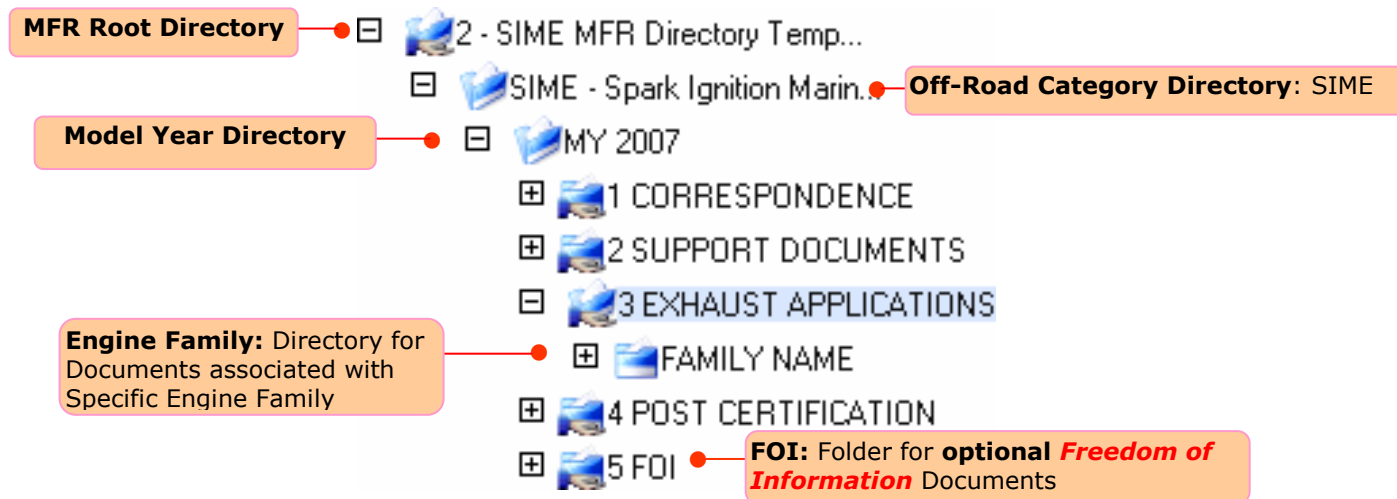 MFR Root Directory
2 - SIME MFR Directory Temp...
SIME - Spark Ignition Marin...
Off-Road Category Directory: SIME
Model Year Directory
MY 2007
1 CORRESPONDENCE
2 SUPPORT DOCUMENTS
3 EXHAUST APPLICATIONS
Engine Family: Directory for
Documents associated with
Specific Engine Family
FAMILY NAME
4 POST CERTIFICATION
5 FOI
FOI: Folder for optional Freedom of
Information Documents